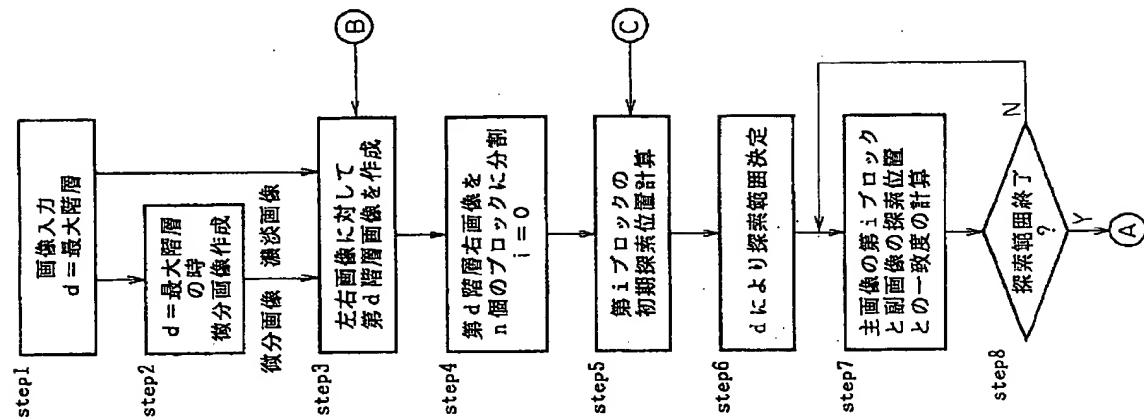 step1
画像入力
d＝最大階層
step2
d＝最大階層
の時
微分画像作成
微分画像
濃淡画像
step3
左右画像に対して
第d階層画像を作成
B
step4
第d階層右画像を
n個のブロックに分割
i＝0
step5
第iブロックの
初期探索位置計算
C
step6
dにより探索範囲決定
step7
主画像の第iブロック
と副画像の探索位置
との一致度の計算
step8
探索範囲終了
?
N
Y
A